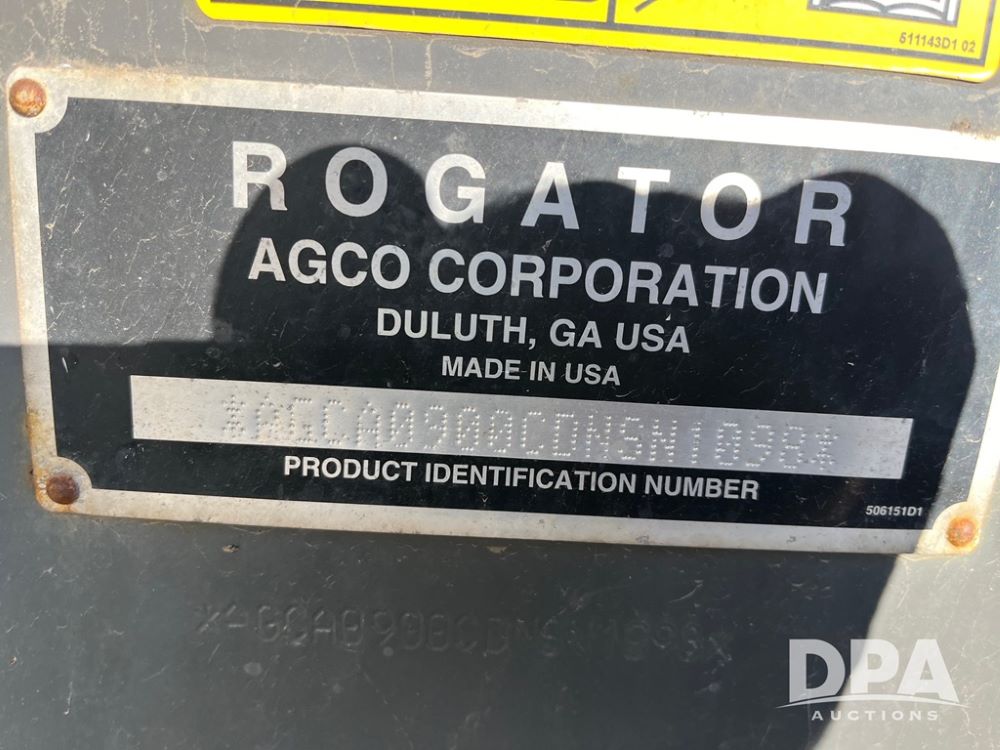 511143D1 02
ROGATOR
AGCO CORPORATION
DULUTH, GA USA
MADE IN USA
*AGCA0900CDNSN1098*
PRODUCT IDENTIFICATION NUMBER
506151D1
DPA
AUCTIONS